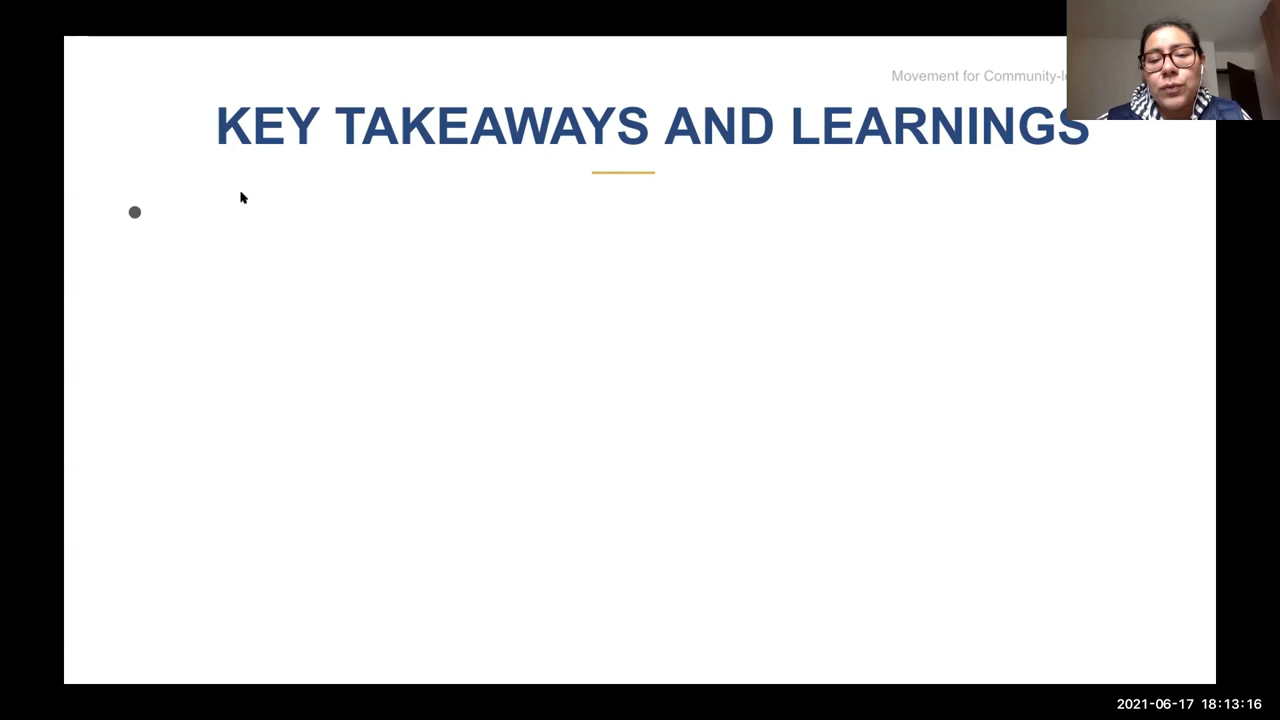 Movement for Community-l
KEY TAKEAWAYS AND LEARNINGS
2021-06-17 18:13:16